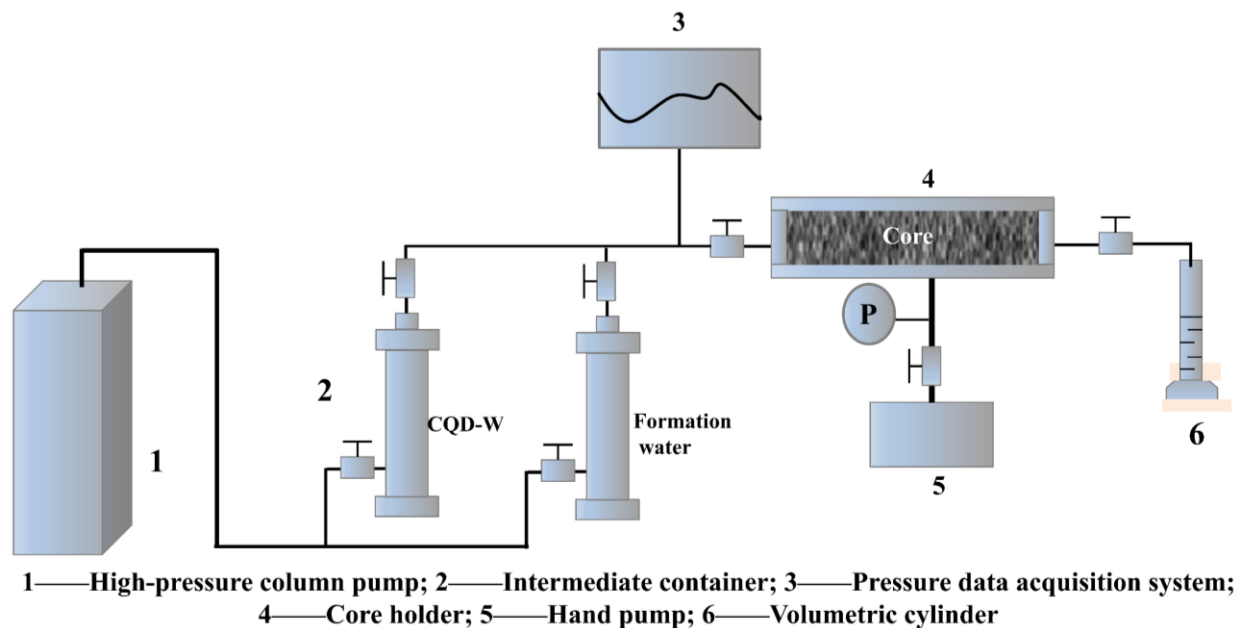 3
4
Core
P
2
CQD-W
Formation
water
1
5
6
1——High-pressure column pump; 2——Intermediate container; 3——Pressure data acquisition system;
4——Core holder; 5——Hand pump; 6——Volumetric cylinder